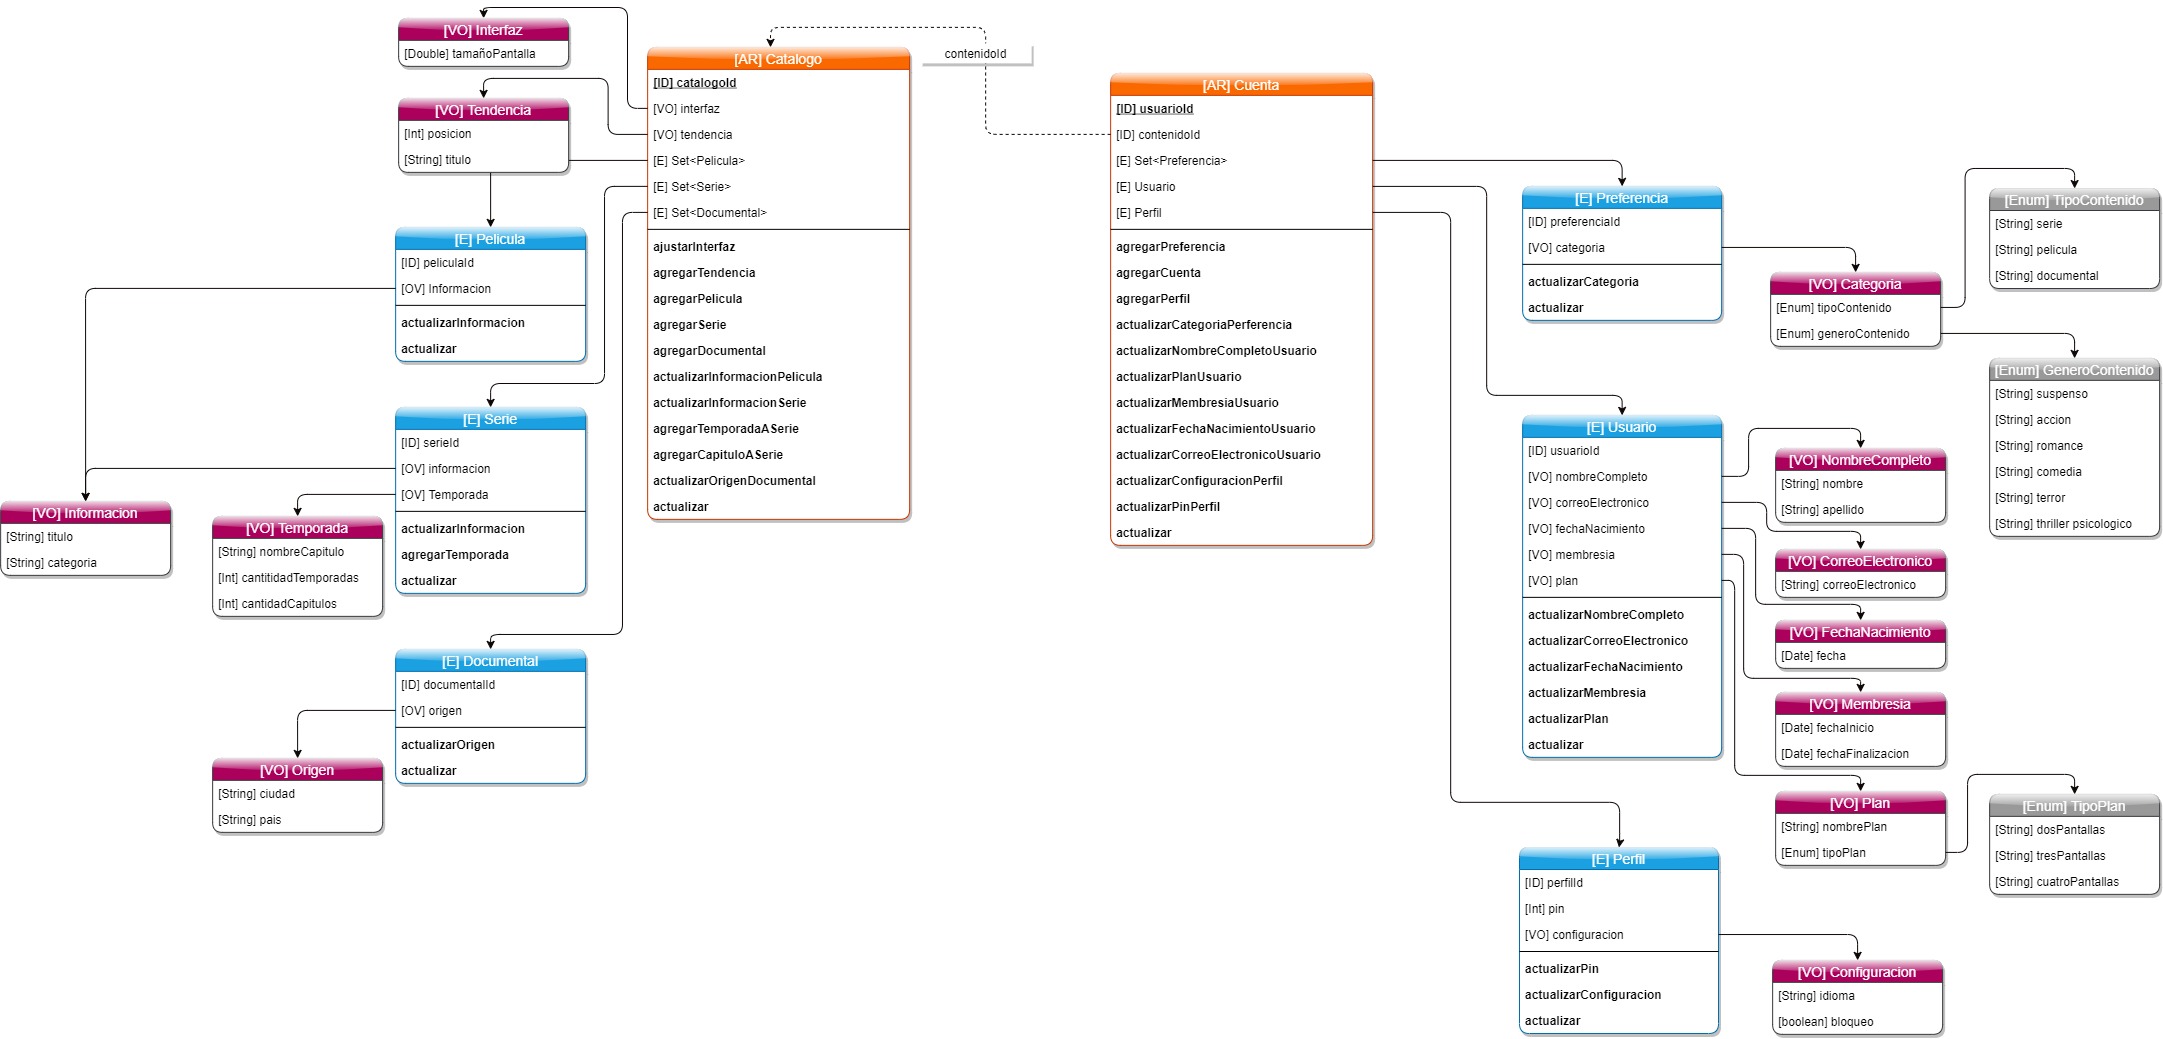 [VO] Interfaz
[Double] tamañoPantalla
[VO] Tendencia
[Int] posicion
[String] titulo
[E] Pelicula
[ID] peliculaId
[OV] Informacion
actualizarInformacion
actualizar
[E] Serie
[ID] serieId
[OV] informacion
[OV] Temporada
actualizarInformacion
agregarTemporada
actualizar
[VO] Informacion
[String] titulo
[String] categoria
[VO] Temporada
[String] nombreCapitulo
[Int] cantitidadTemporadas
[Int] cantidadCapitulos
[E] Documental
[ID] documentalId
[OV] origen
actualizarOrigen
actualizar
[VO] Origen
[String] ciudad
[String] pais
[AR] Catalogo
[ID] catalogoId
[VO] interfaz
[VO] tendencia
[E] Set<Pelicula>
[E] Set<Serie>
[E] Set<Documental>
ajustarInterfaz
agregarTendencia
agregarPelicula
agregarSerie
agregarDocumental
actualizarInformacionPelicula
actualizarInformacionSerie
agregarTemporadaASerie
agregarCapituloASerie
actualizarOrigenDocumental
actualizar
contenidoId
[AR] Cuenta
[ID] usuarioId
[ID] contenidoId
[E] Set<Preferencia>
[E] Usuario
[E] Perfil
agregarPreferencia
agregarCuenta
agregarPerfil
actualizarCategoriaPerferencia
actualizarNombreCompletoUsuario
actualizarPlanUsuario
actualizarMembresiaUsuario
actualizarFechaNacimientoUsuario
actualizarCorreoElectronicoUsuario
actualizarConfiguracionPerfil
actualizarPinPerfil
actualizar
[E] Preferencia
[ID] preferenciaId
[VO] categoria
actualizarCategoria
actualizar
[VO] Categoria
[Enum] tipoContenido
[Enum] generoContenido
[Enum] TipoContenido
[String] serie
[String] pelicula
[String] documental
[Enum] GeneroContenido
[String] suspenso
[String] accion
[String] romance
[String] comedia
[String] terror
[String] thriller psicologico
[E] Usuario
[ID] usuarioId
[VO] nombreCompleto
[VO] correoElectronico
[VO] fechaNacimiento
[VO] membresia
[VO] plan
actualizarNombreCompleto
actualizarCorreoElectronico
actualizarFechaNacimiento
actualizarMembresia
actualizarPlan
actualizar
[VO] NombreCompleto
[String] nombre
[String] apellido
[VO] CorreoElectronico
[String] correoElectronico
[VO] FechaNacimiento
[Date] fecha
[VO] Membresia
[Date] fechaInicio
[Date] fechaFinalizacion
[VO] Plan
[String] nombrePlan
[Enum] tipoPlan
[Enum] TipoPlan
[String] dosPantallas
[String] tresPantallas
[String] cuatroPantallas
[E] Perfil
[ID] perfilId
[Int] pin
[VO] configuracion
actualizarPin
actualizarConfiguracion
actualizar
[VO] Configuracion
[String] idioma
[boolean] bloqueo